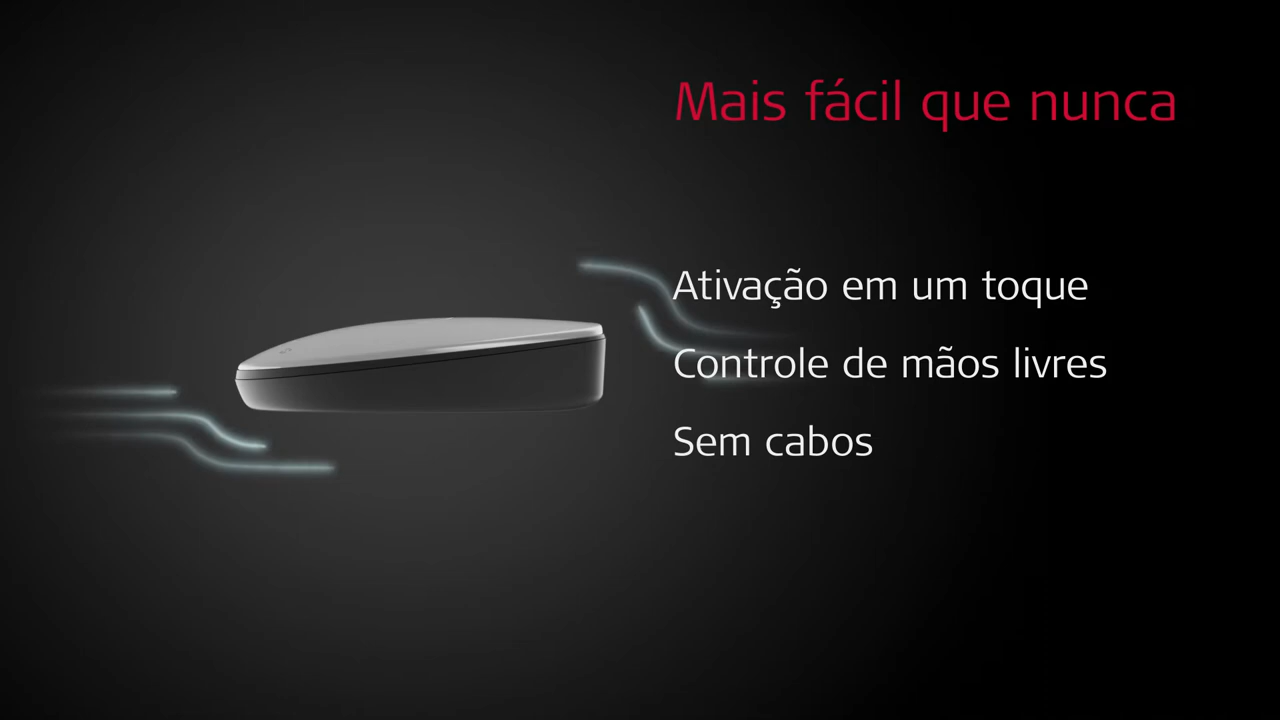 Mais fácil que nunca
Ativação em um toque
Controle de mãos livres
Sem cabos